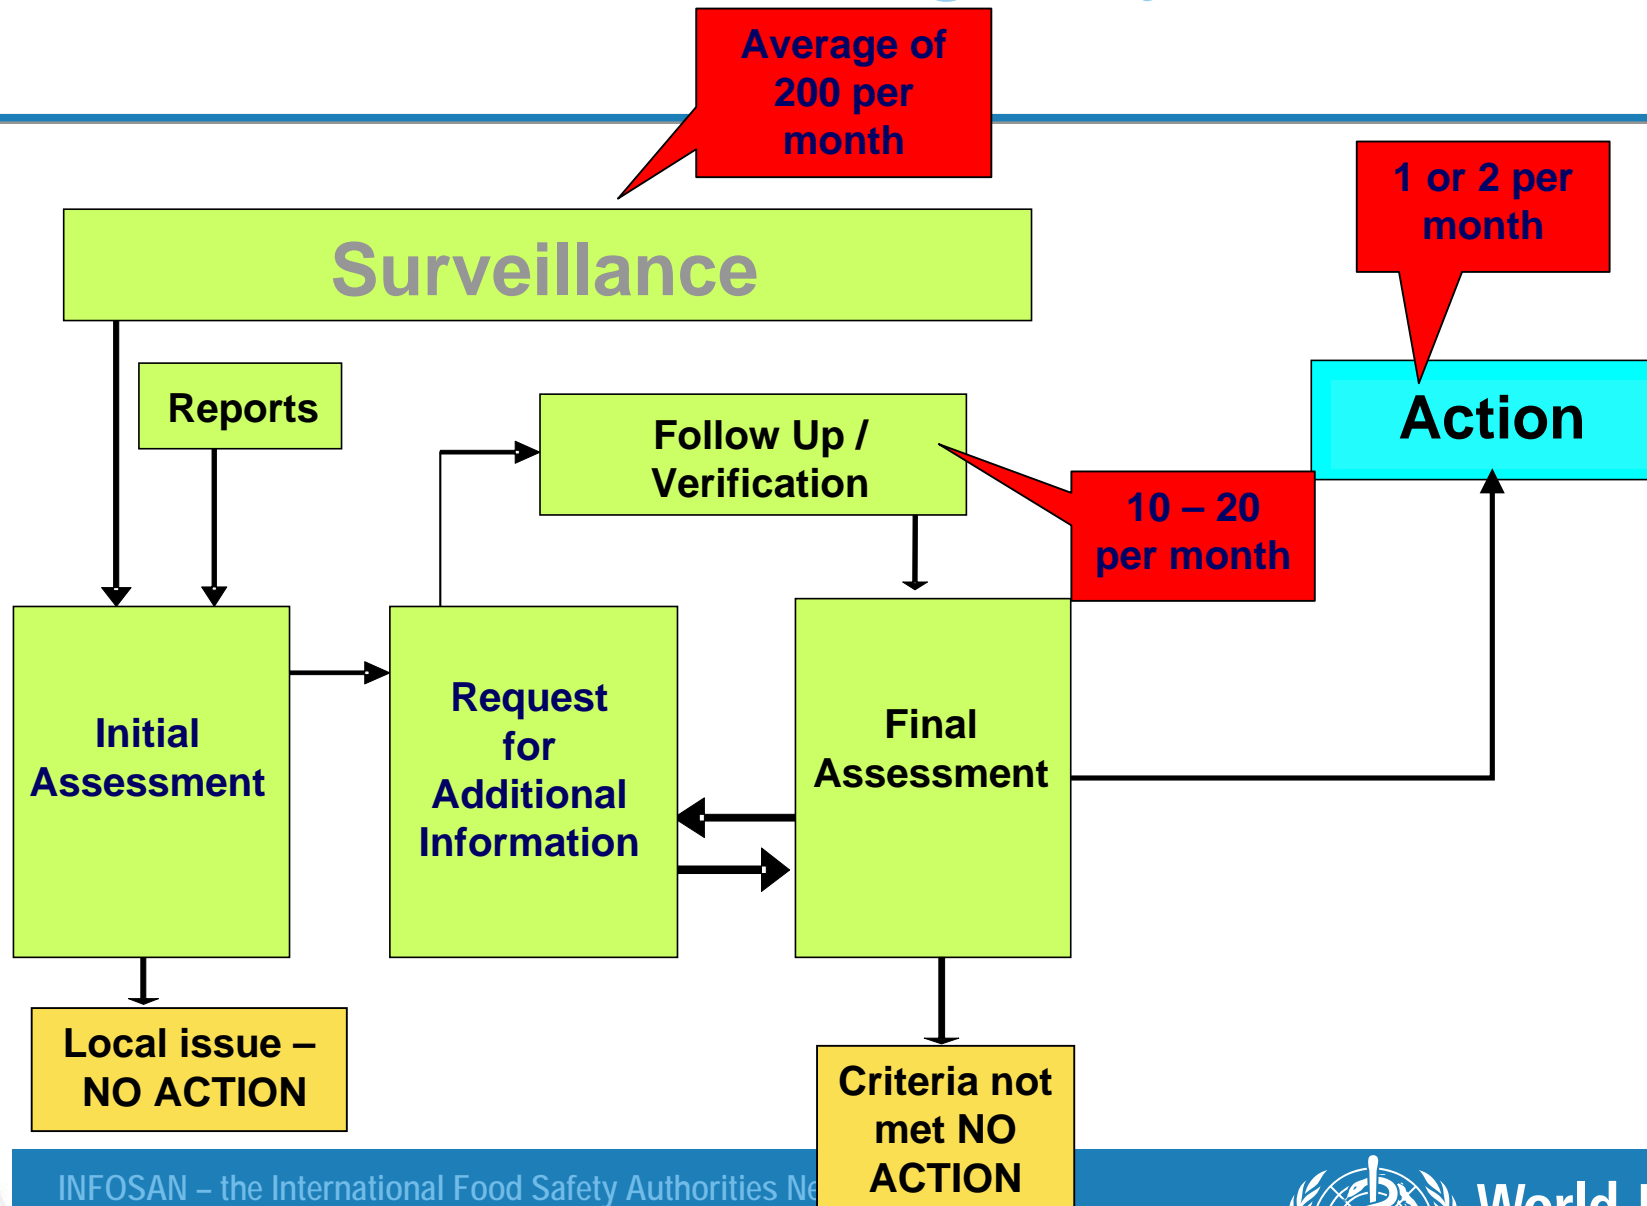 Average of
200 per
month
1 or 2 per
month
Surveillance
Reports
Follow Up /
Verification
Action
10 – 20
per month
Initial
Assessment
Request
for
Additional
Information
Final
Assessment
Local issue –
NO ACTION
Criteria not
met NO
ACTION
INFOSAN – the International Food Safety Authorities
World